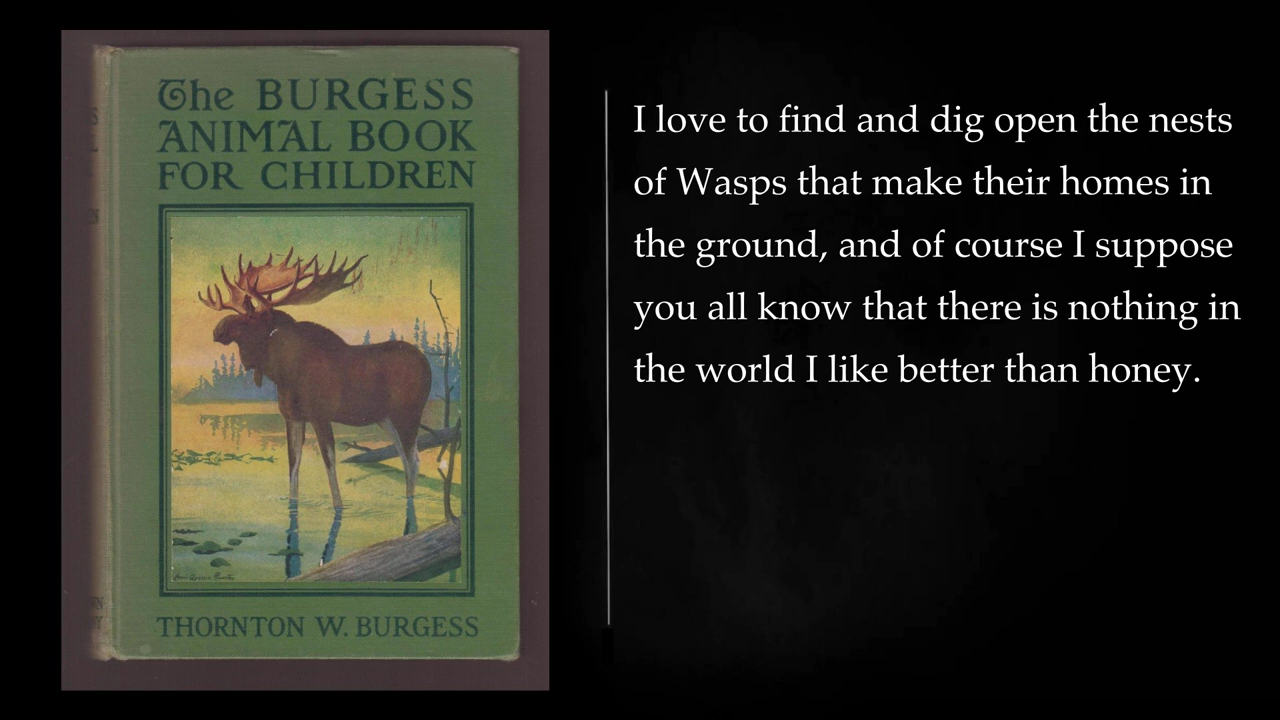 The BURGESS
ANIMAL BOOK
FOR CHILDREN
THORNTON W. BURGESS
I love to find and dig open the nests
of Wasps that make their homes in
the ground, and of course I suppose
you all know that there is nothing in
the world I like better than honey.